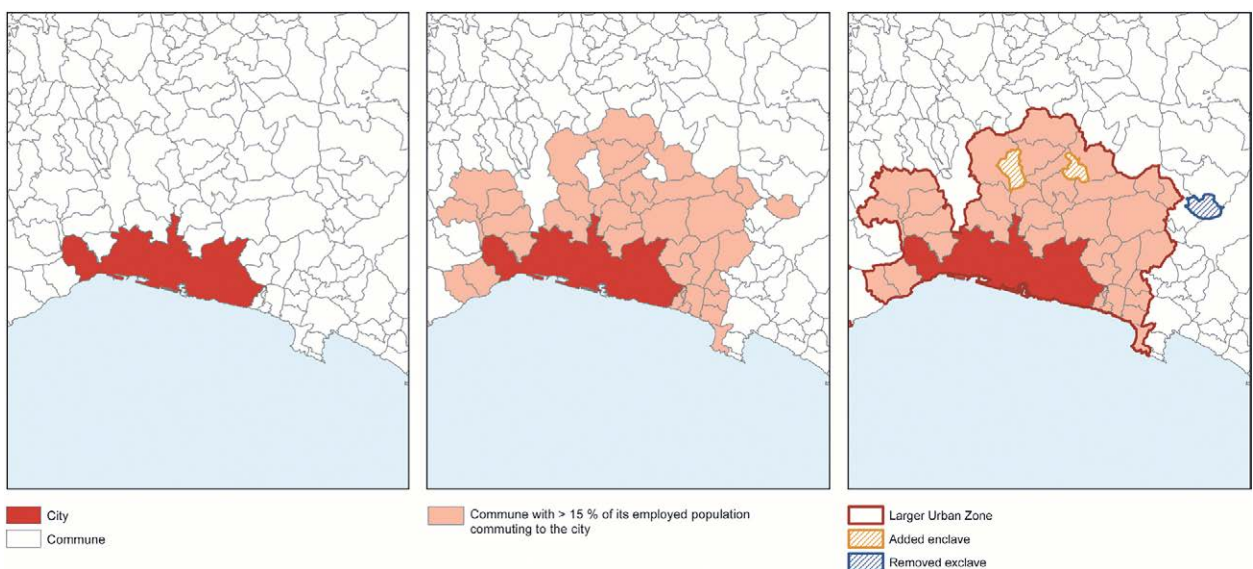 City
Commune
Commune with > 15 % of its employed population
commuting to the city
Larger Urban Zone
Added enclave
Removed exclave